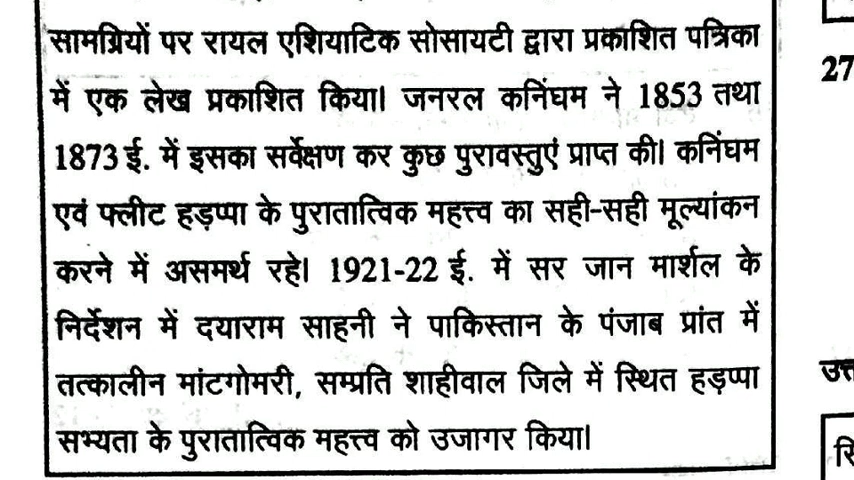 सामग्रियों पर रायल एशियाटिक सोसायटी द्वारा प्रकाशित पत्रिका
में एक लेख प्रकाशित किया। जनरल कनिंघम ने 1853 तथा
27
1873 ई. में इसका सर्वेक्षण कर कुछ पुरावस्तुएं प्राप्त की। कनिंघम
एवं फ्लीट हड़प्पा के पुरातात्विक महत्त्व का सही-सही मूल्यांकन
करने में असमर्थ रहे। 1921-22 ई. में सर जान मार्शल के
निर्देशन में दयाराम साहनी ने पाकिस्तान के पंजाब प्रांत में
तत्कालीन मांटगोमरी, सम्प्रति शाहीवाल जिले में स्थित हड़प्पा
सभ्यता के पुरातात्विक महत्त्व को उजागर किया।